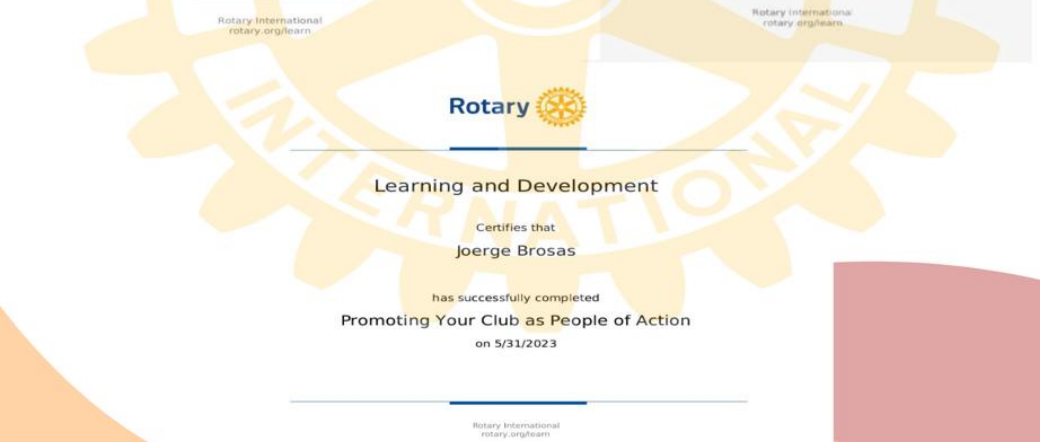 Rotary International
rotary.org/learn
Rotary International
rotary.org/learn
INTERNATIONAL
Rotary
Learning and Development
Certifies that
Joerge Brosas
has successfully completed
Promoting Your Club as People of Action
on 5/31/2023
Rotary International
rotary.org/learn